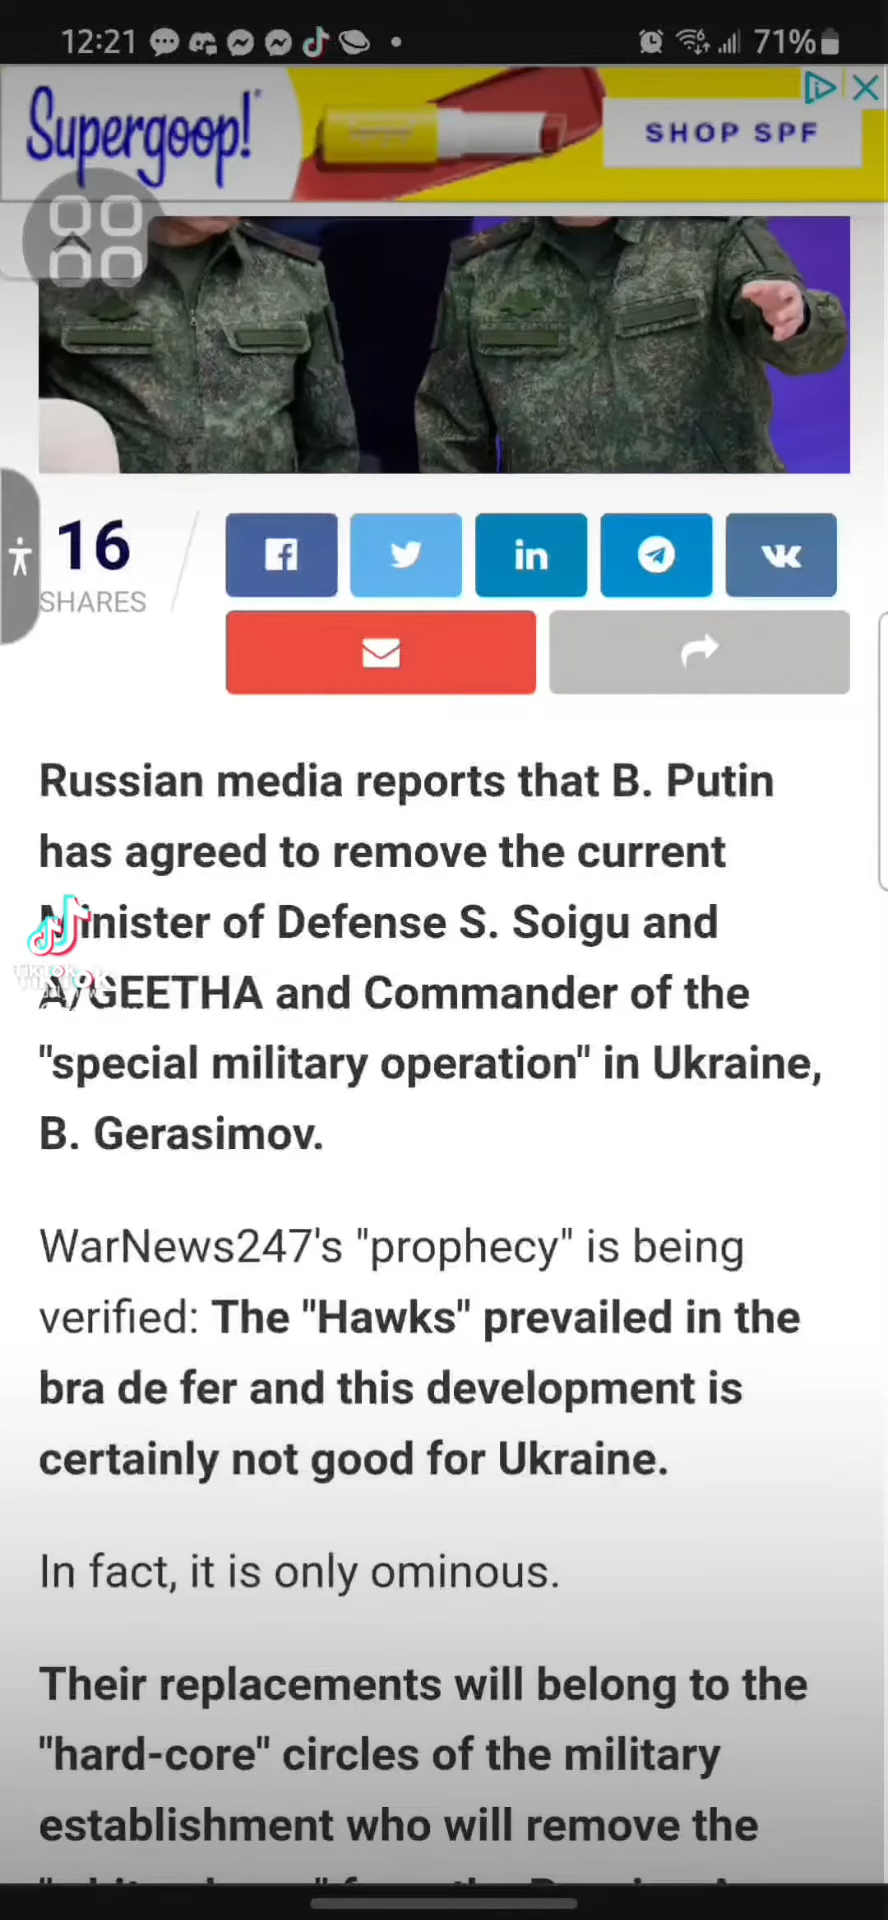 12:21
71%
Supergoop!
SHOP SPF
16
SHARES
Russian media reports that B. Putin
has agreed to remove the current
Minister of Defense S. Soigu and
A/GEETHA and Commander of the
"special military operation" in Ukraine,
B. Gerasimov.
TikTok
WarNews247's "prophecy" is being
verified: The "Hawks" prevailed in the
bra de fer and this development is
certainly not good for Ukraine.
In fact, it is only ominous.
Their replacements will belong to the
"hard-core" circles of the military
establishment who will remove the